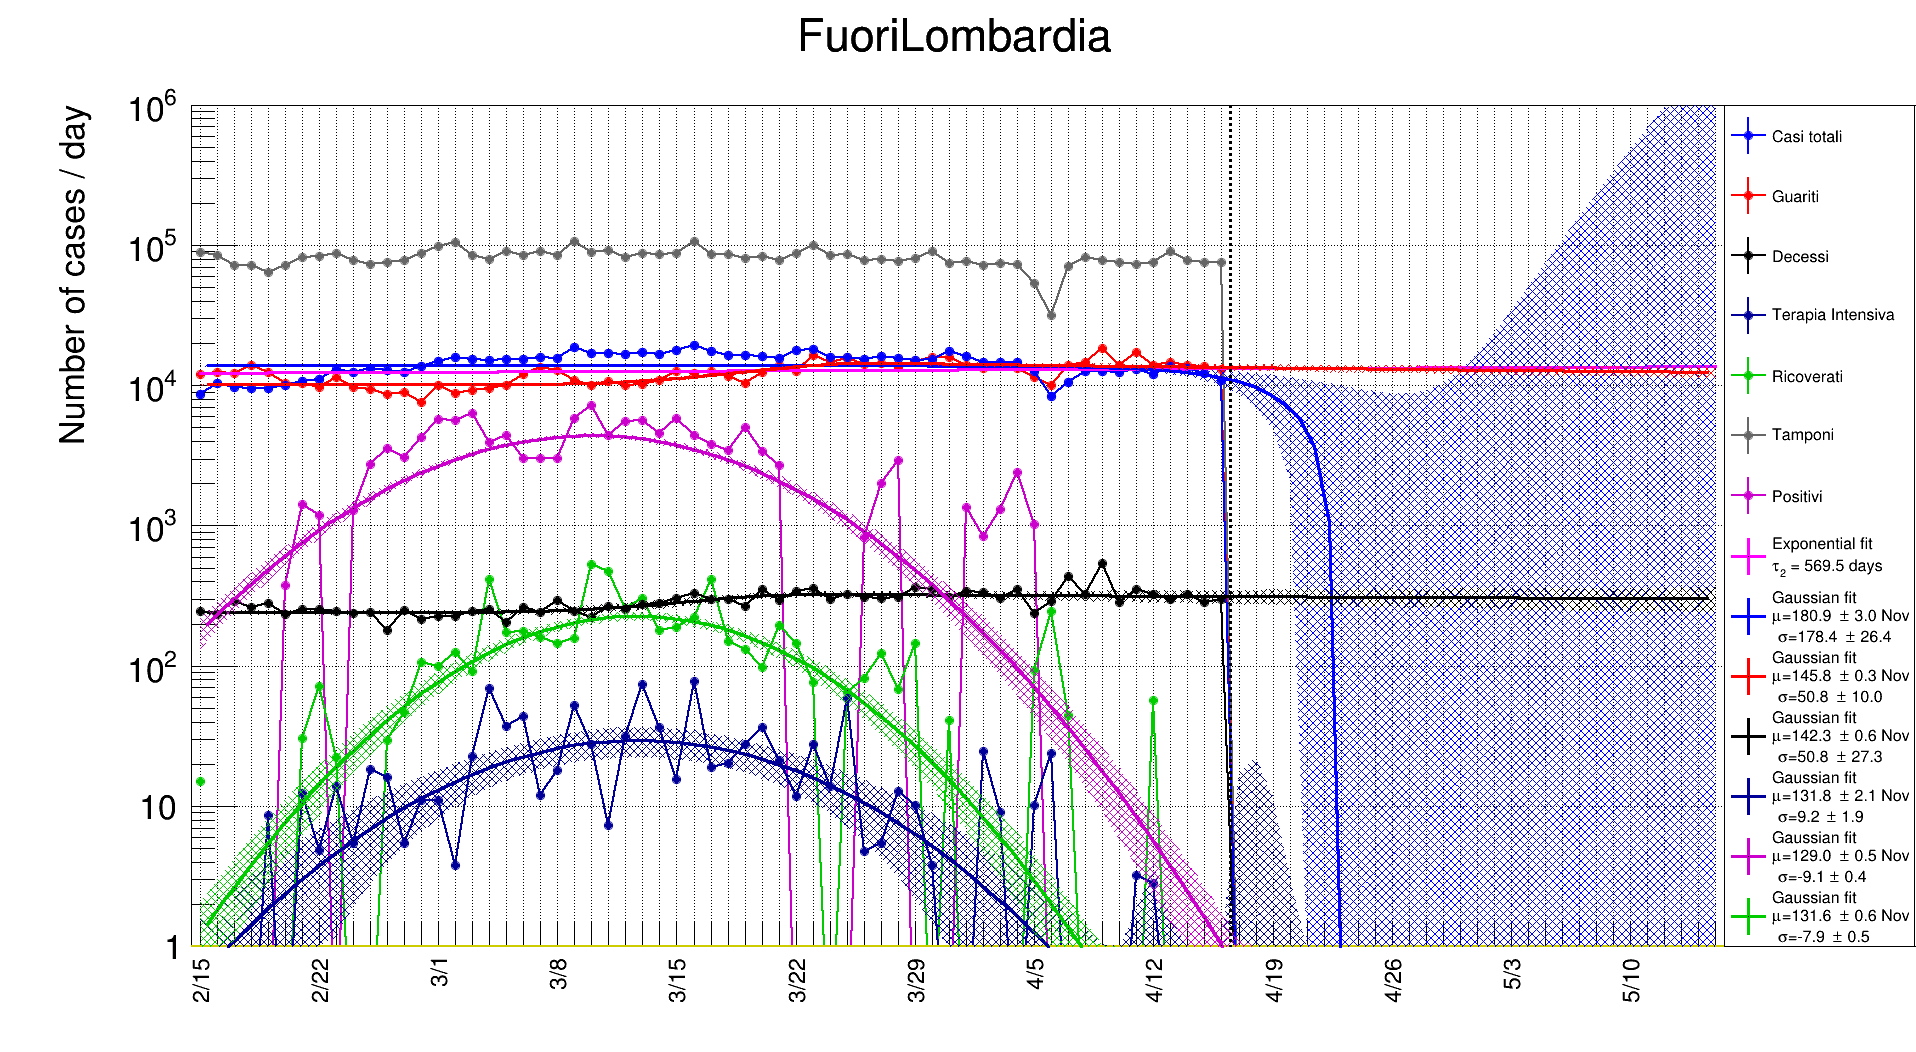 FuoriLombardia
Number of cases / day
10^6
10^5
10^4
10^3
10^2
10
1
2/15 2/22 3/1 3/8 3/15 3/22 3/29 4/5 4/12 4/19 4/26 5/3 5/10
Casi totali
Guariti
Decessi
Terapia Intensiva
Ricoverati
Tamponi
Positivi
Exponential fit
τ₂ = 569.5 days
Gaussian fit
μ=180.9 ± 3.0 Nov
σ=178.4 ± 26.4
Gaussian fit
μ=145.8 ± 0.3 Nov
σ=50.8 ± 10.0
Gaussian fit
μ=142.3 ± 0.6 Nov
σ=50.8 ± 27.3
Gaussian fit
μ=131.8 ± 2.1 Nov
σ=9.2 ± 1.9
Gaussian fit
μ=129.0 ± 0.5 Nov
σ=-9.1 ± 0.4
Gaussian fit
μ=131.6 ± 0.6 Nov
σ=-7.9 ± 0.5